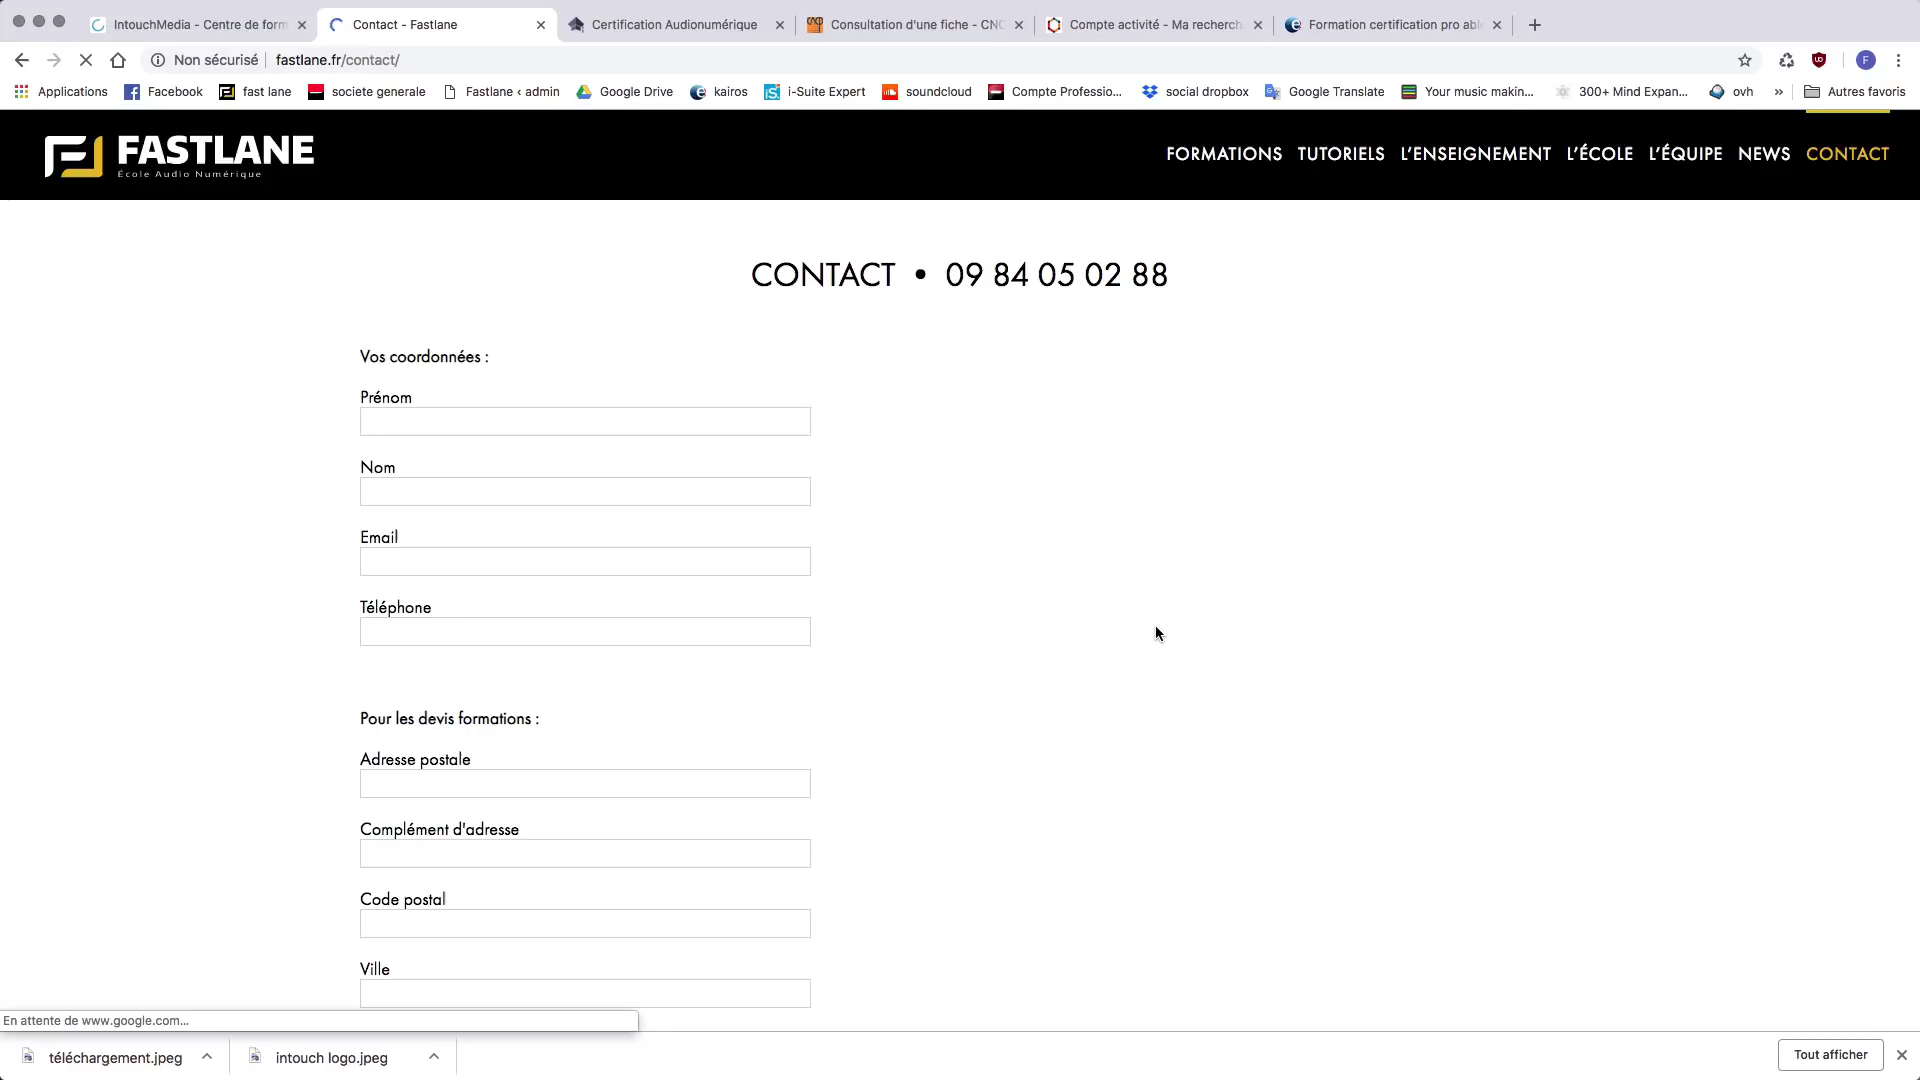 IntouchMedia - Centre de form
Contact - Fastlane
Certification Audionumérique
Consultation d'une fiche - CNC
Compte activité - Ma recherch
Formation certification pro abl
Non sécurisé fastlane.fr/contact/
F
Applications Facebook fast lane societe generale Fastlane ‹ admin Google Drive kairos i-Suite Expert soundcloud Compte Professio... social dropbox Google Translate Your music makin... 300+ Mind Expan... ovh » Autres favoris
FASTLANE
École Audio Numérique
FORMATIONS TUTORIELS L'ENSEIGNEMENT L'ÉCOLE L'ÉQUIPE NEWS CONTACT
CONTACT • 09 84 05 02 88
Vos coordonnées :
Prénom
Nom
Email
Téléphone
Pour les devis formations :
Adresse postale
Complément d'adresse
Code postal
Ville
En attente de www.google.com...
téléchargement.jpeg
intouch logo.jpeg
Tout afficher